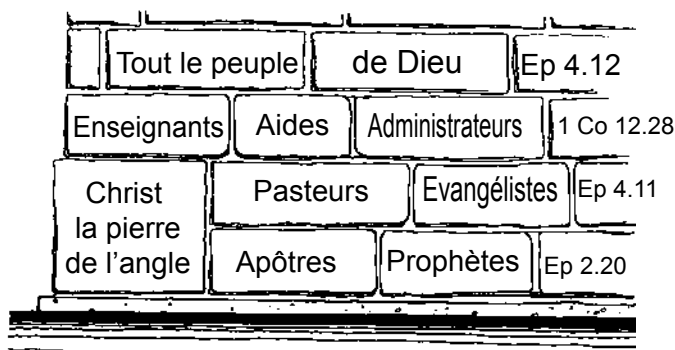 Tout le peuple de Dieu Ep 4.12
Enseignants Aides Administrateurs 1 Co 12.28
Christ la pierre de l'angle
Pasteurs Evangélistes Ep 4.11
Apôtres Prophètes Ep 2.20